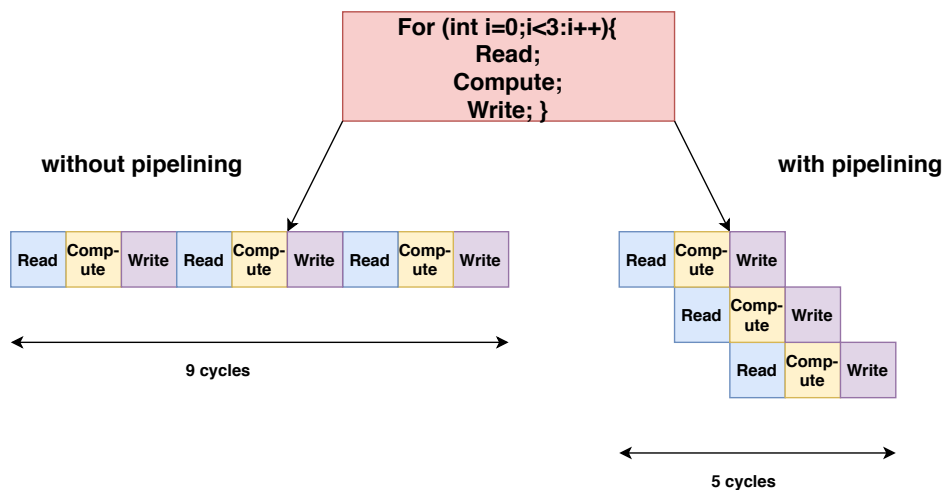 For (int i=0;i<3:i++){
Read;
Compute;
Write; }
without pipelining
with pipelining
Read
Comp-
ute
Write
Read
Comp-
ute
Write
Read
Comp-
ute
Write
9 cycles
Read
Comp-
ute
Write
Read
Comp-
ute
Write
Read
Comp-
ute
Write
5 cycles